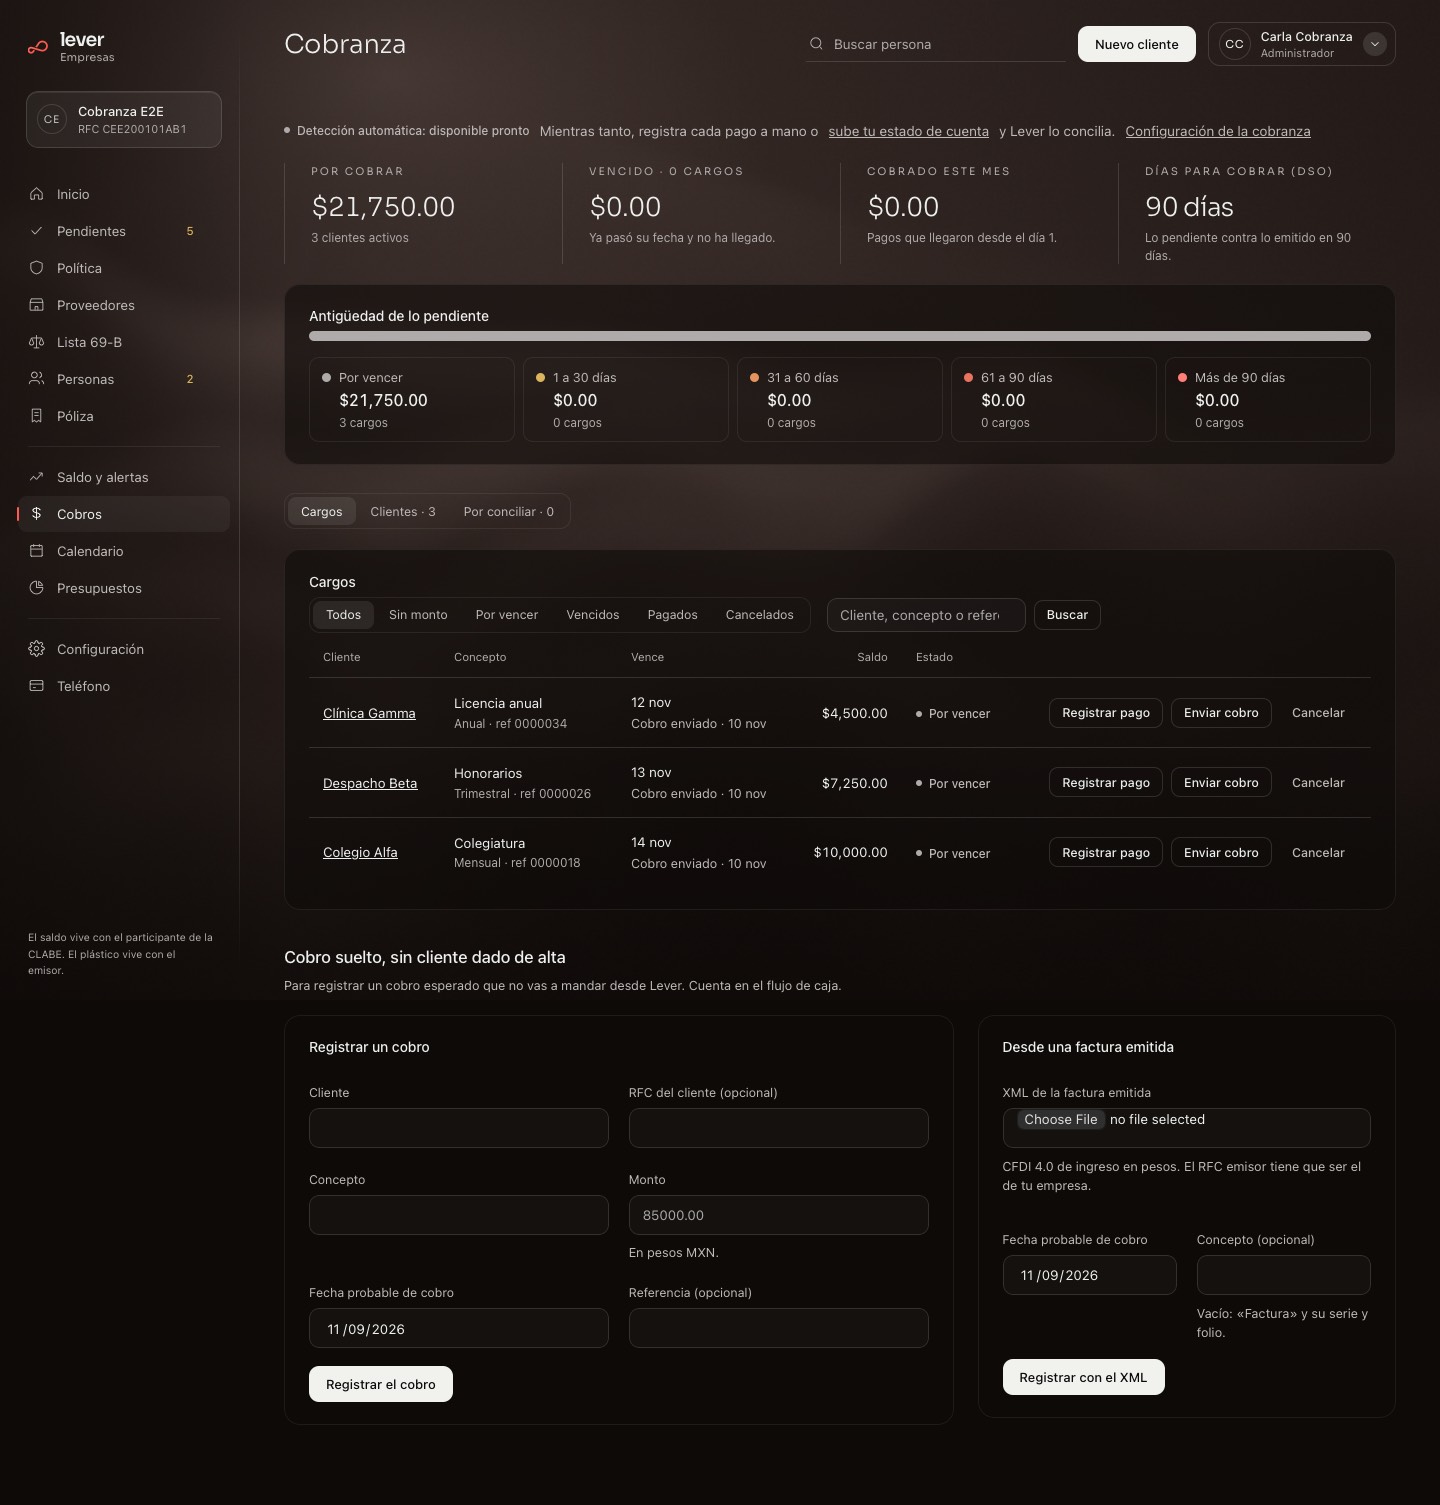 lever
Empresas
Cobranza
Buscar persona
Nuevo cliente
CC
Carla Cobranza
Administrador
CE
Cobranza E2E
RFC CEE200101AB1
Inicio
Pendientes 5
Política
Proveedores
Lista 69-B
Personas 2
Póliza
Saldo y alertas
Cobros
Calendario
Presupuestos
Configuración
Teléfono
El saldo vive con el participante de la
CLABE. El plástico vive con el
emisor.
Detección automática: disponible pronto Mientras tanto, registra cada pago a mano o sube tu estado de cuenta y Lever lo concilia. Configuración de la cobranza
POR COBRAR
$21,750.00
3 clientes activos
VENCIDO · 0 CARGOS
$0.00
Ya pasó su fecha y no ha llegado.
COBRADO ESTE MES
$0.00
Pagos que llegaron desde el día 1.
DÍAS PARA COBRAR (DSO)
90 días
Lo pendiente contra lo emitido en 90
días.
Antigüedad de lo pendiente
Por vencer
$21,750.00
3 cargos
1 a 30 días
$0.00
0 cargos
31 a 60 días
$0.00
0 cargos
61 a 90 días
$0.00
0 cargos
Más de 90 días
$0.00
0 cargos
Cargos Clientes · 3 Por conciliar · 0
Cargos
Todos Sin monto Por vencer Vencidos Pagados Cancelados Cliente, concepto o refer Buscar
Cliente Concepto Vence Saldo Estado
Clínica Gamma
Licencia anual
Anual · ref 0000034
12 nov
Cobro enviado · 10 nov
$4,500.00
Por vencer
Registrar pago Enviar cobro Cancelar
Despacho Beta
Honorarios
Trimestral · ref 0000026
13 nov
Cobro enviado · 10 nov
$7,250.00
Por vencer
Registrar pago Enviar cobro Cancelar
Colegio Alfa
Colegiatura
Mensual · ref 0000018
14 nov
Cobro enviado · 10 nov
$10,000.00
Por vencer
Registrar pago Enviar cobro Cancelar
Cobro suelto, sin cliente dado de alta
Para registrar un cobro esperado que no vas a mandar desde Lever. Cuenta en el flujo de caja.
Registrar un cobro
Cliente
RFC del cliente (opcional)
Concepto
Monto
85000.00
En pesos MXN.
Fecha probable de cobro
11/09/2026
Referencia (opcional)
Registrar el cobro
Desde una factura emitida
XML de la factura emitida
Choose File no file selected
CFDI 4.0 de ingreso en pesos. El RFC emisor tiene que ser el
de tu empresa.
Fecha probable de cobro
11/09/2026
Concepto (opcional)
Vacío: «Factura» y su serie y
folio.
Registrar con el XML